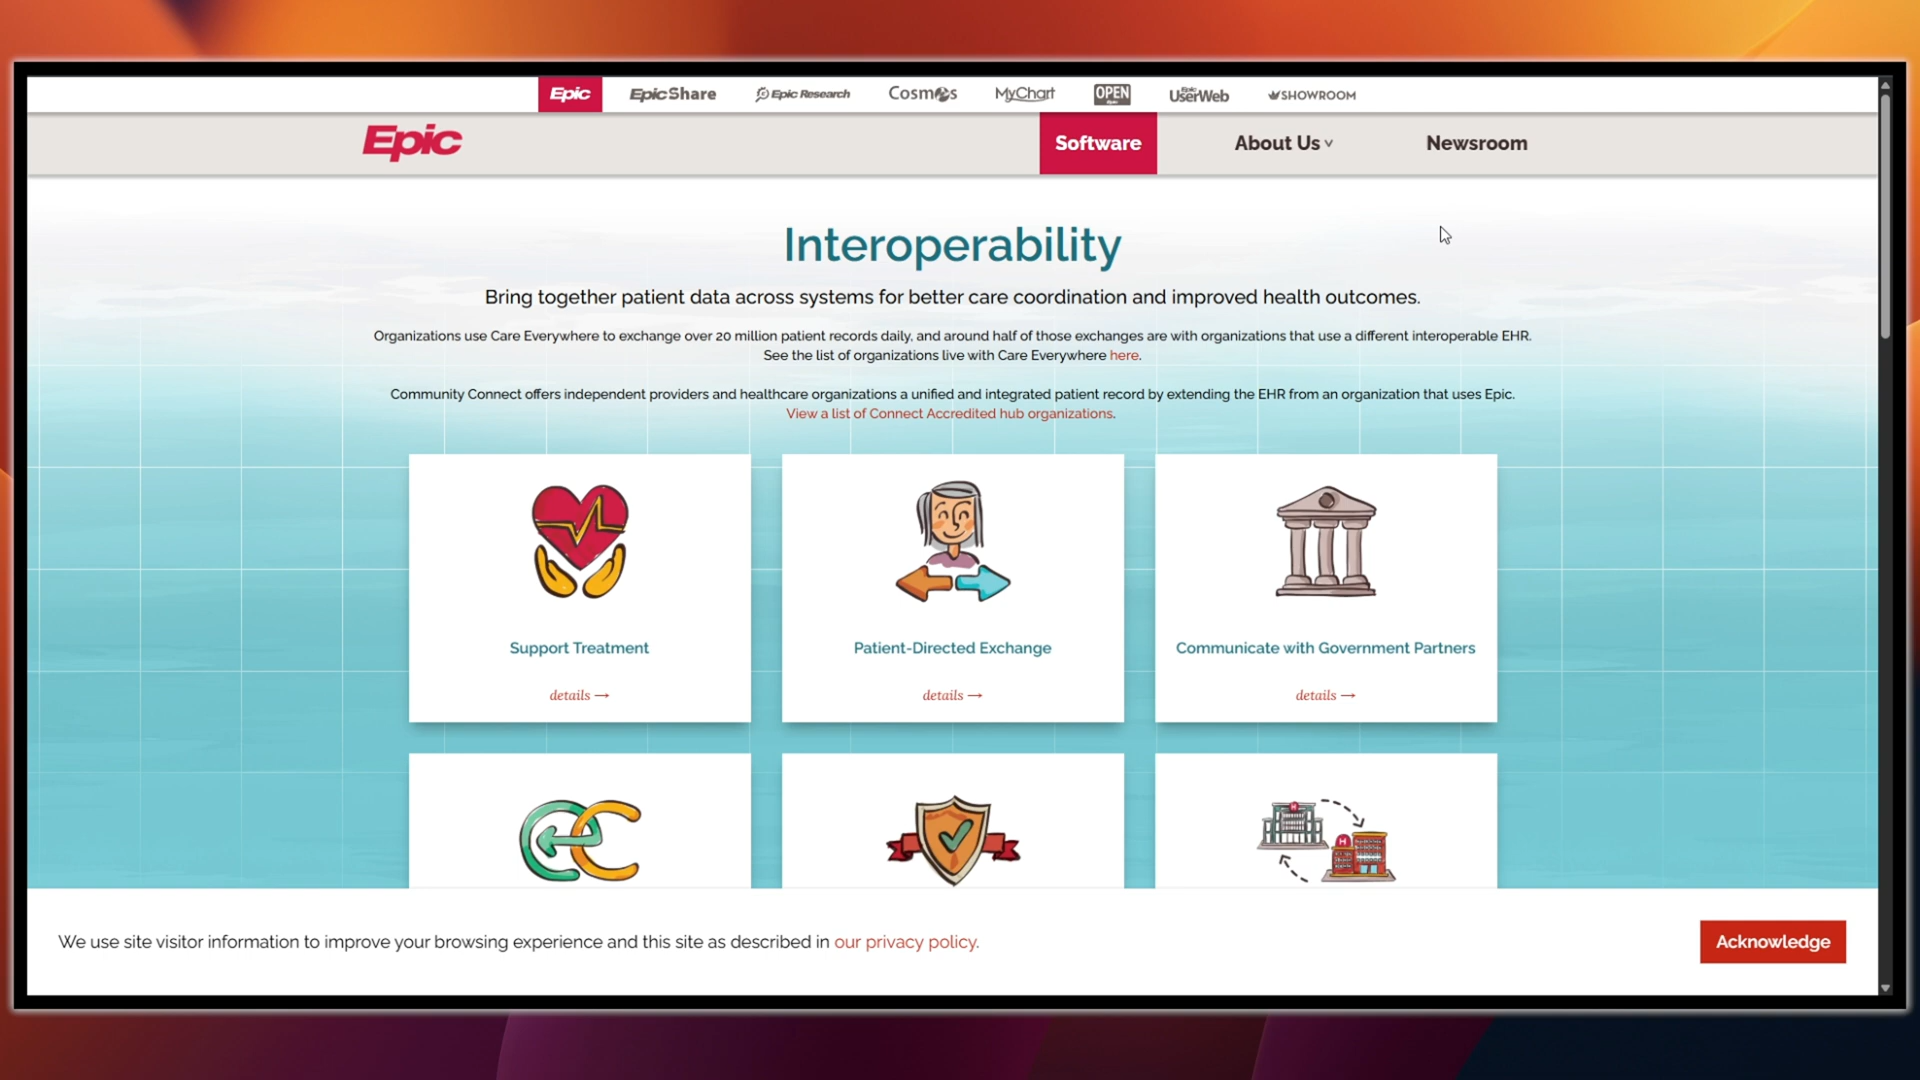 Epic
EpicShare
Epic Research
Cosmos
MyChart
OPEN
Epic
UserWeb
SHOWROOM
Epic
Software
About Us
Newsroom
Interoperability
Bring together patient data across systems for better care coordination and improved health outcomes.
Organizations use Care Everywhere to exchange over 20 million patient records daily, and around half of those exchanges are with organizations that use a different interoperable EHR.
See the list of organizations live with Care Everywhere here.
Community Connect offers independent providers and healthcare organizations a unified and integrated patient record by extending the EHR from an organization that uses Epic.
View a list of Connect Accredited hub organizations.
Support Treatment
details →
Patient-Directed Exchange
details →
Communicate with Government Partners
details →
H
H
We use site visitor information to improve your browsing experience and this site as described in our privacy policy.
Acknowledge